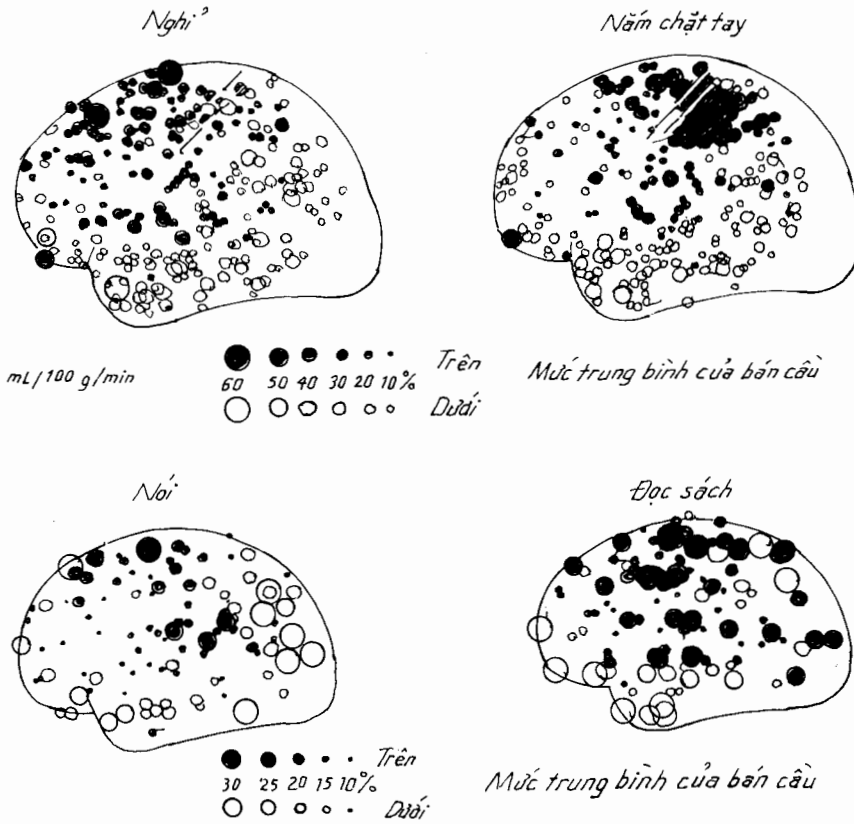 Nghỉ
Nắm chặt tay
mL/100 g/min
Trên
60 50 40 30 20 10%
Dưới
Mức trung bình của bán cầu
Nói
Đọc sách
Trên
30 25 20 15 10%
Dưới
Mức trung bình của bán cầu